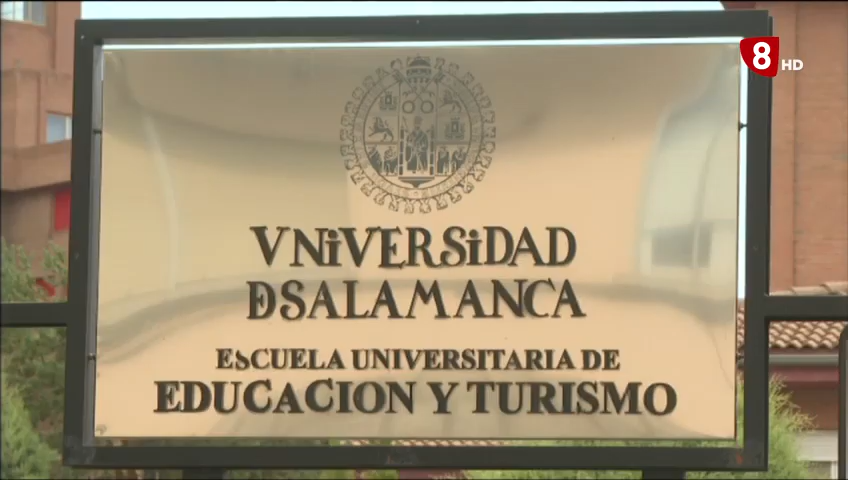 8 HD
VNiVERSiDAD
DSALAMANCA
ESCUELA UNIVERSITARIA DE
EDUCACION Y TURISMO